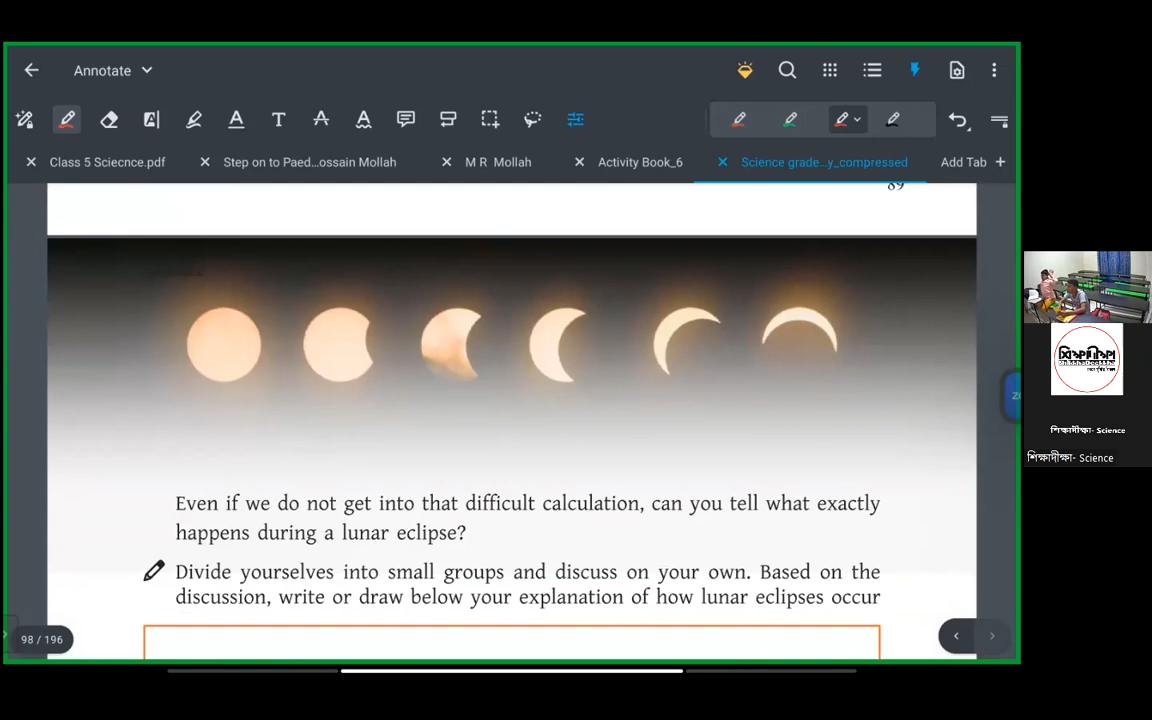 Annotate
Class 5 Sciecnce.pdf
Step on to Paed...ossain Mollah
M R Mollah
Activity Book_6
Science grade...y_compressed
Add Tab
89
Even if we do not get into that difficult calculation, can you tell what exactly
happens during a lunar eclipse?
Divide yourselves into small groups and discuss on your own. Based on the
discussion, write or draw below your explanation of how lunar eclipses occur
98 / 196
শিক্ষাদীক্ষা
শিক্ষাদীক্ষা- Science
শিক্ষাদীক্ষা- Science